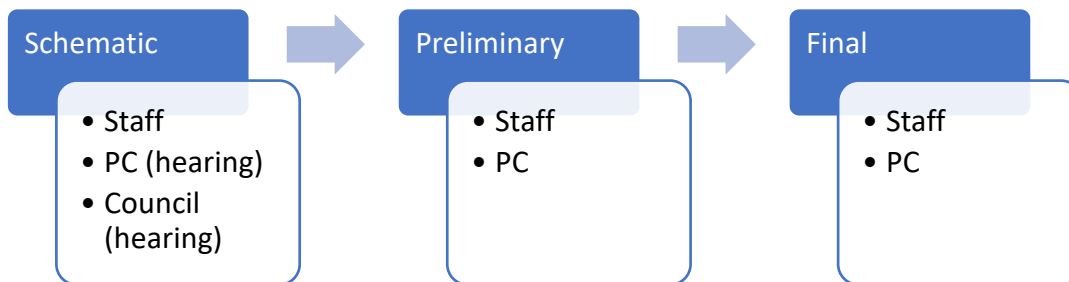 Schematic
• Staff
• PC (hearing)
• Council
(hearing)
Preliminary
• Staff
• PC
Final
• Staff
• PC